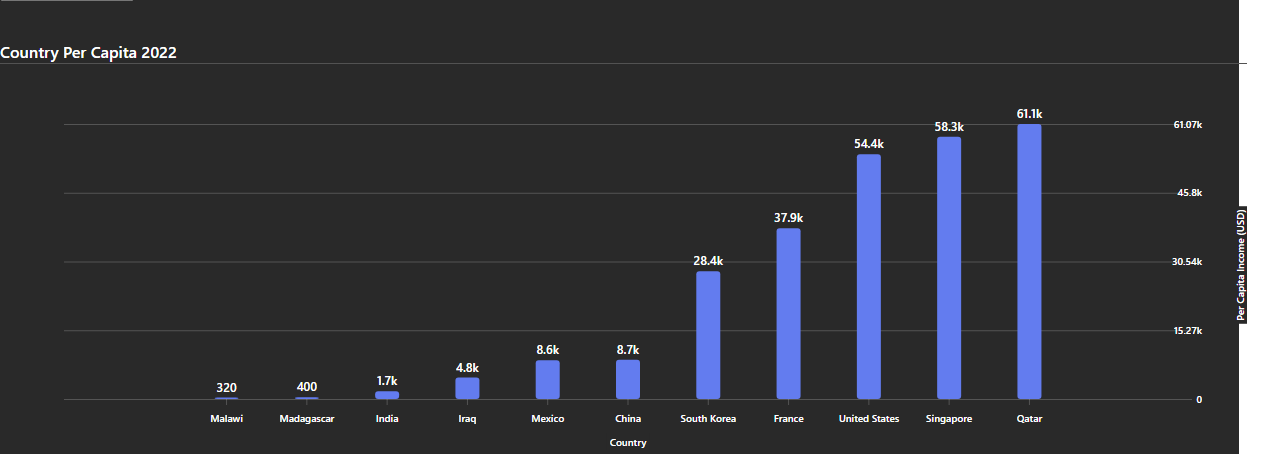 Country Per Capita 2022
61.1k
58.3k
54.4k
37.9k
28.4k
8.7k
8.6k
4.8k
1.7k
400
320
61.07k
45.8k
30.54k
15.27k
0
Per Capita Income (USD)
Malawi Madagascar India Iraq Mexico China South Korea France United States Singapore Qatar
Country